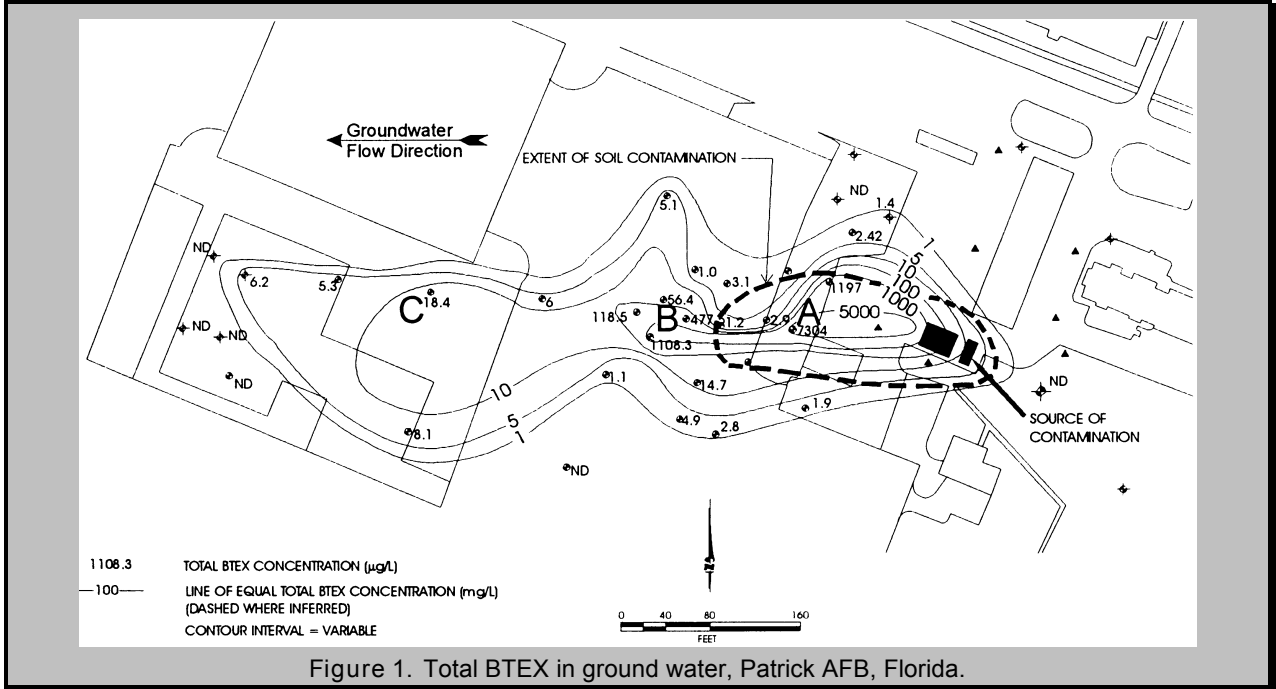 Groundwater
Flow Direction
EXTENT OF SOIL CONTAMINATION
ND
1.4
5.1
2.42
1
5
10
100
1000
ND
6.2
5.3
1.0
3.1
1197
C
18.4
6
56.4
118.5
B
477
1.2
2.9
A
5000
7304
ND
ND
1108.3
ND
ND
1.1
14.7
10
5
1
1.9
4.9
2.8
8.1
ND
SOURCE OF
CONTAMINATION
1108.3 TOTAL BTEX CONCENTRATION (µg/L)
100 LINE OF EQUAL TOTAL BTEX CONCENTRATION (mg/L)
(DASHED WHERE INFERRED)
CONTOUR INTERVAL = VARIABLE
0 40 80 160
FEET
Figure 1. Total BTEX in ground water, Patrick AFB, Florida.